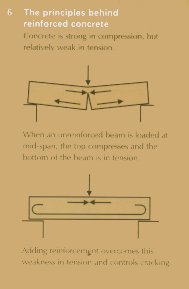 6 The principles behind
reinforced concrete
Concrete is strong in compression, but
relatively weak in tension
When an unreinforced beam is loaded at
mid-span, the top compresses and the
bottom of the beam is in tension
Adding reinforcement overcomes this
weakness in tension and controls cracking